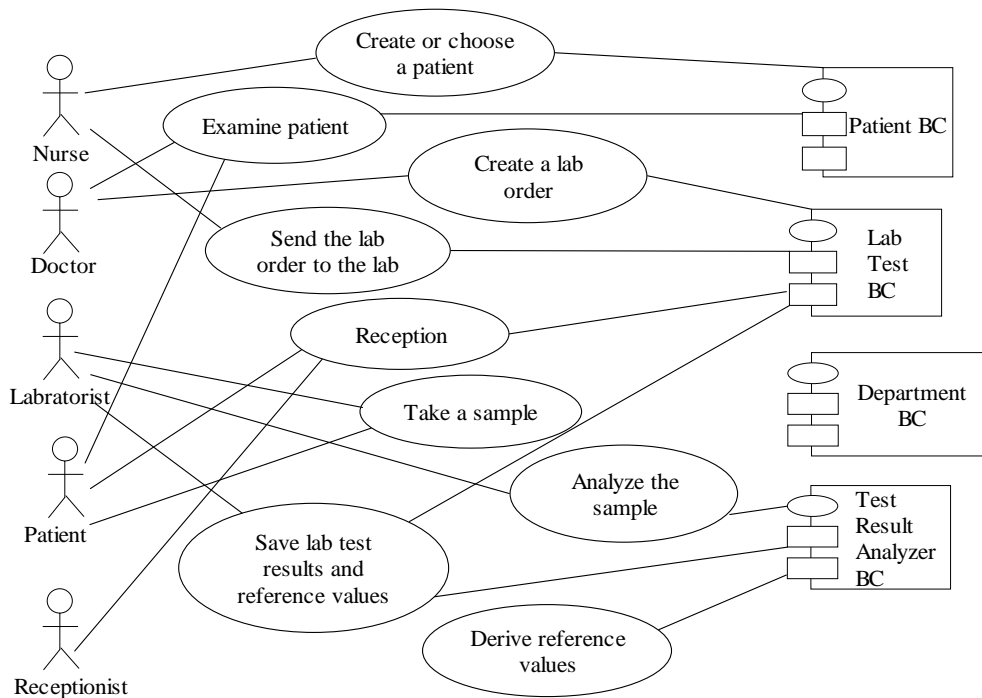 Create or choose
a patient
Nurse
Examine patient
Patient BC
Create a lab
order
Doctor
Send the lab
order to the lab
Lab
Test
BC
Reception
Labratorist
Take a sample
Department
BC
Analyze the
sample
Patient
Save lab test
results and
reference values
Test
Result
Analyzer
BC
Receptionist
Derive reference
values